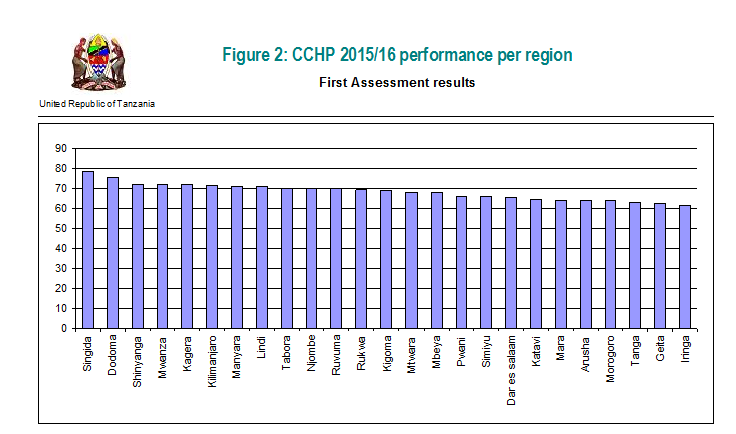 Figure 2: CCHP 2015/16 performance per region
First Assessment results
United Republic of Tanzania
90
80
70
60
50
40
30
20
10
0
Singida
Dodoma
Shinyanga
Mwanza
Kagera
Kilimanjaro
Manyara
Lindi
Tabora
Njombe
Ruvuma
Rukwa
Kigoma
Mtwara
Mbeya
Pwani
Simiyu
Dar es salaam
Katavi
Mara
Arusha
Morogoro
Tanga
Geita
Iringa